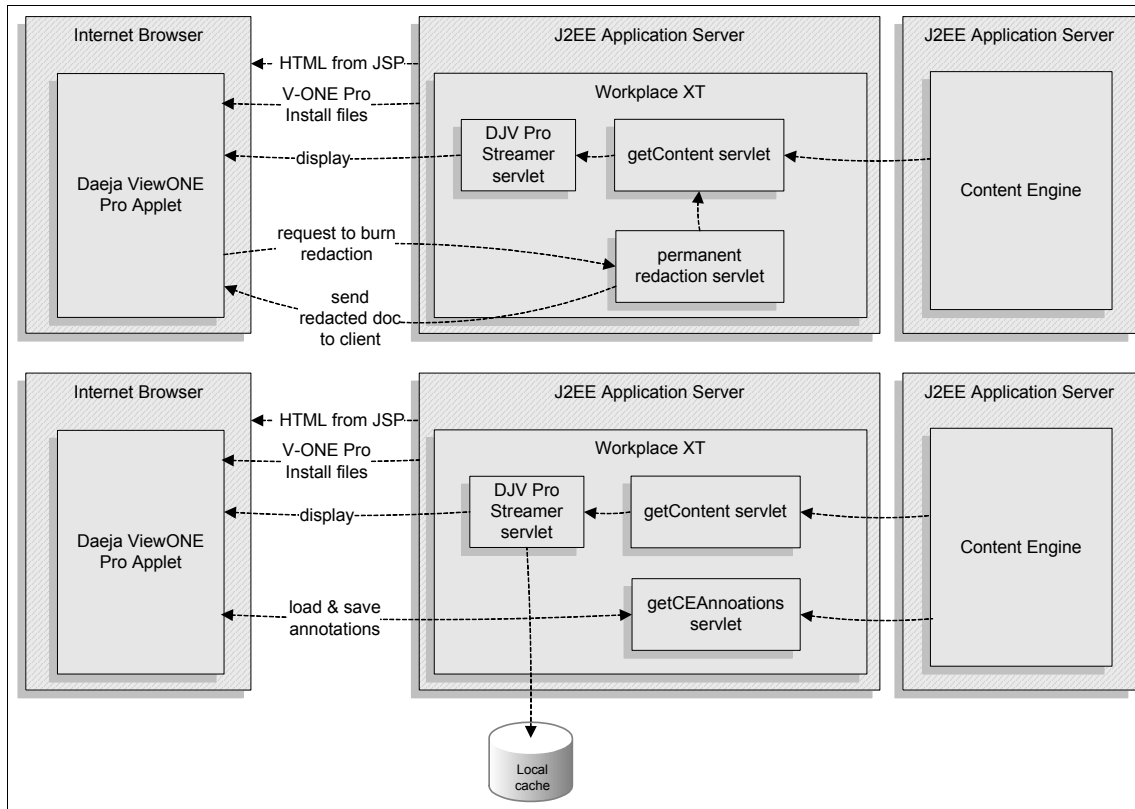 Internet Browser
J2EE Application Server
J2EE Application Server
HTML from JSP
Workplace XT
V-ONE Pro
Install files
DJV Pro
Streamer
servlet
getContent servlet
display
Daeja ViewONE
Pro Applet
Content Engine
request to burn
redaction
permanent
redaction servlet
send
redacted doc
to client
Internet Browser
J2EE Application Server
J2EE Application Server
HTML from JSP
Workplace XT
V-ONE Pro
Install files
DJV Pro
Streamer
servlet
getContent servlet
display
Daeja ViewONE
Pro Applet
Content Engine
load & save
annotations
getCEAnnoations
servlet
Local
cache